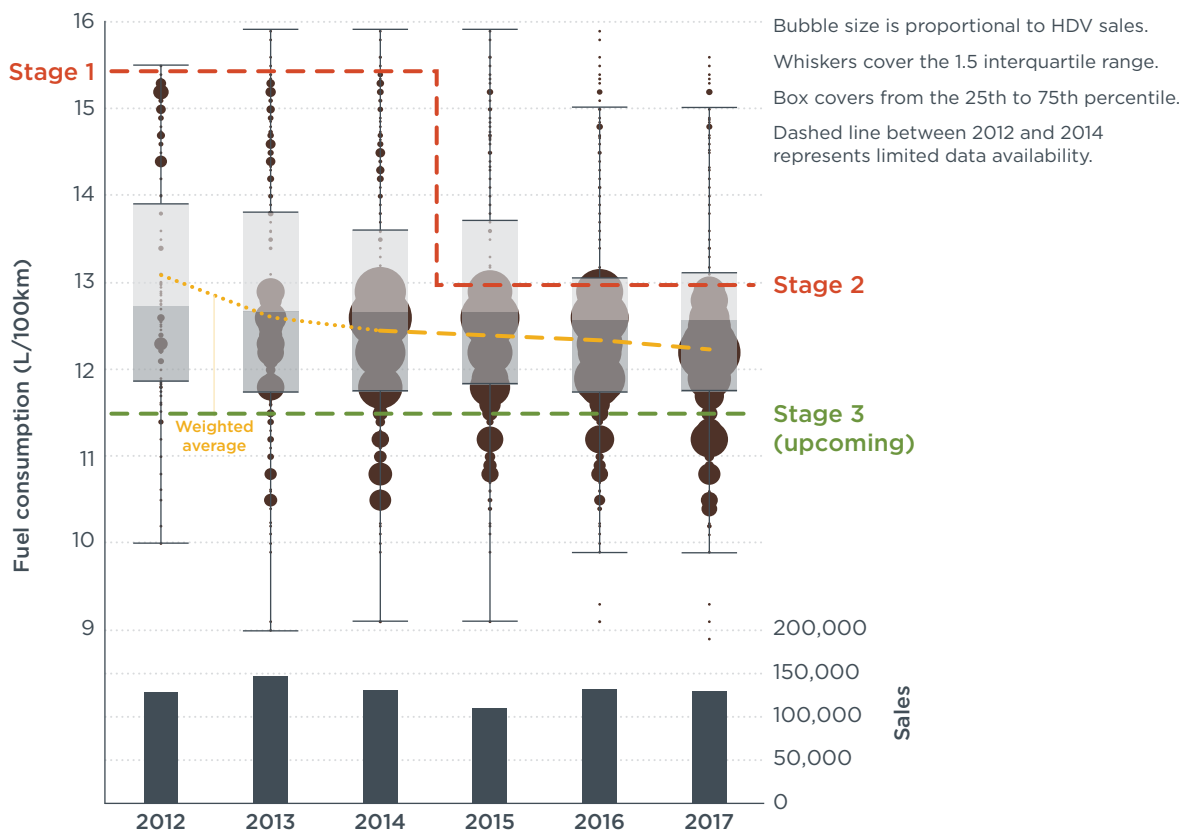 Bubble size is proportional to HDV sales.
Whiskers cover the 1.5 interquartile range.
Box covers from the 25th to 75th percentile.
Dashed line between 2012 and 2014
represents limited data availability.
Fuel consumption (L/100km)
16
15
14
13
12
11
10
9
Stage 1
Stage 2
Stage 3
(upcoming)
Weighted
average
200,000
150,000
100,000
50,000
0
Sales
2012
2013
2014
2015
2016
2017